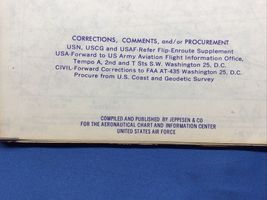 CORRECTIONS, COMMENTS, and/or PROCUREMENT
USN, USCG and USAF-Refer Flip-Enroute Supplement
USA-Forward to US Army Aviation Flight Information Office,
Tempo A, 2nd and T Sts S.W. Washington 25, D.C.
CIVIL-Forward Corrections to FAA AT-435 Washington 25, D.C.
Procure from U.S. Coast and Geodetic Survey
COMPILED AND PUBLISHED BY JEPPESEN & CO
FOR THE AERONAUTICAL CHART AND INFORMATION CENTER
UNITED STATES AIR FORCE